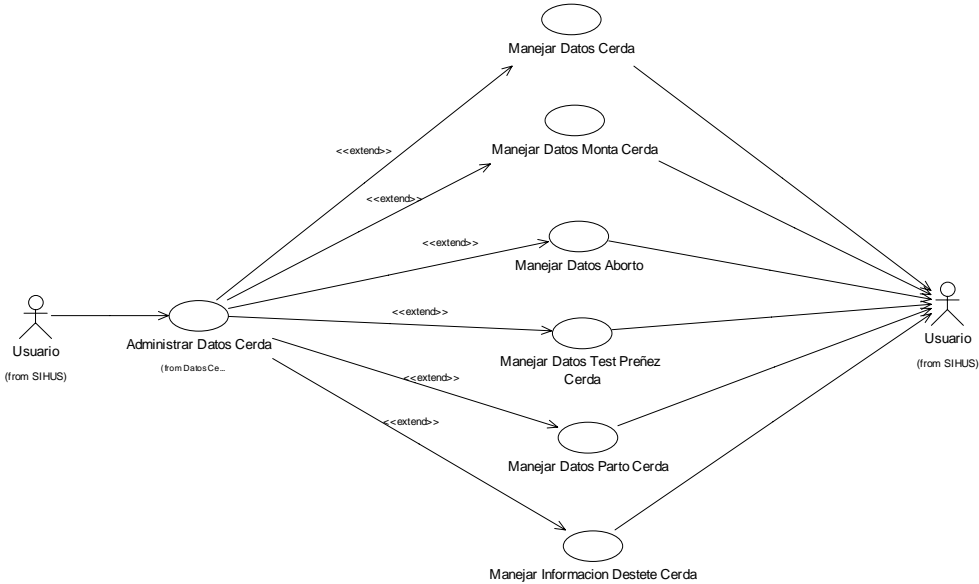 Manejar Datos Cerda
<<extend>>
Manejar Datos Monta Cerda
<<extend>>
<<extend>>
Manejar Datos Aborto
<<extend>>
Usuario
(from SIHUS)
Administrar Datos Cerda
(from Datos Ce...
Manejar Datos Test Preñez
Cerda
Usuario
(from SIHUS)
<<extend>>
<<extend>>
Manejar Datos Parto Cerda
Manejar Informacion Destete Cerda